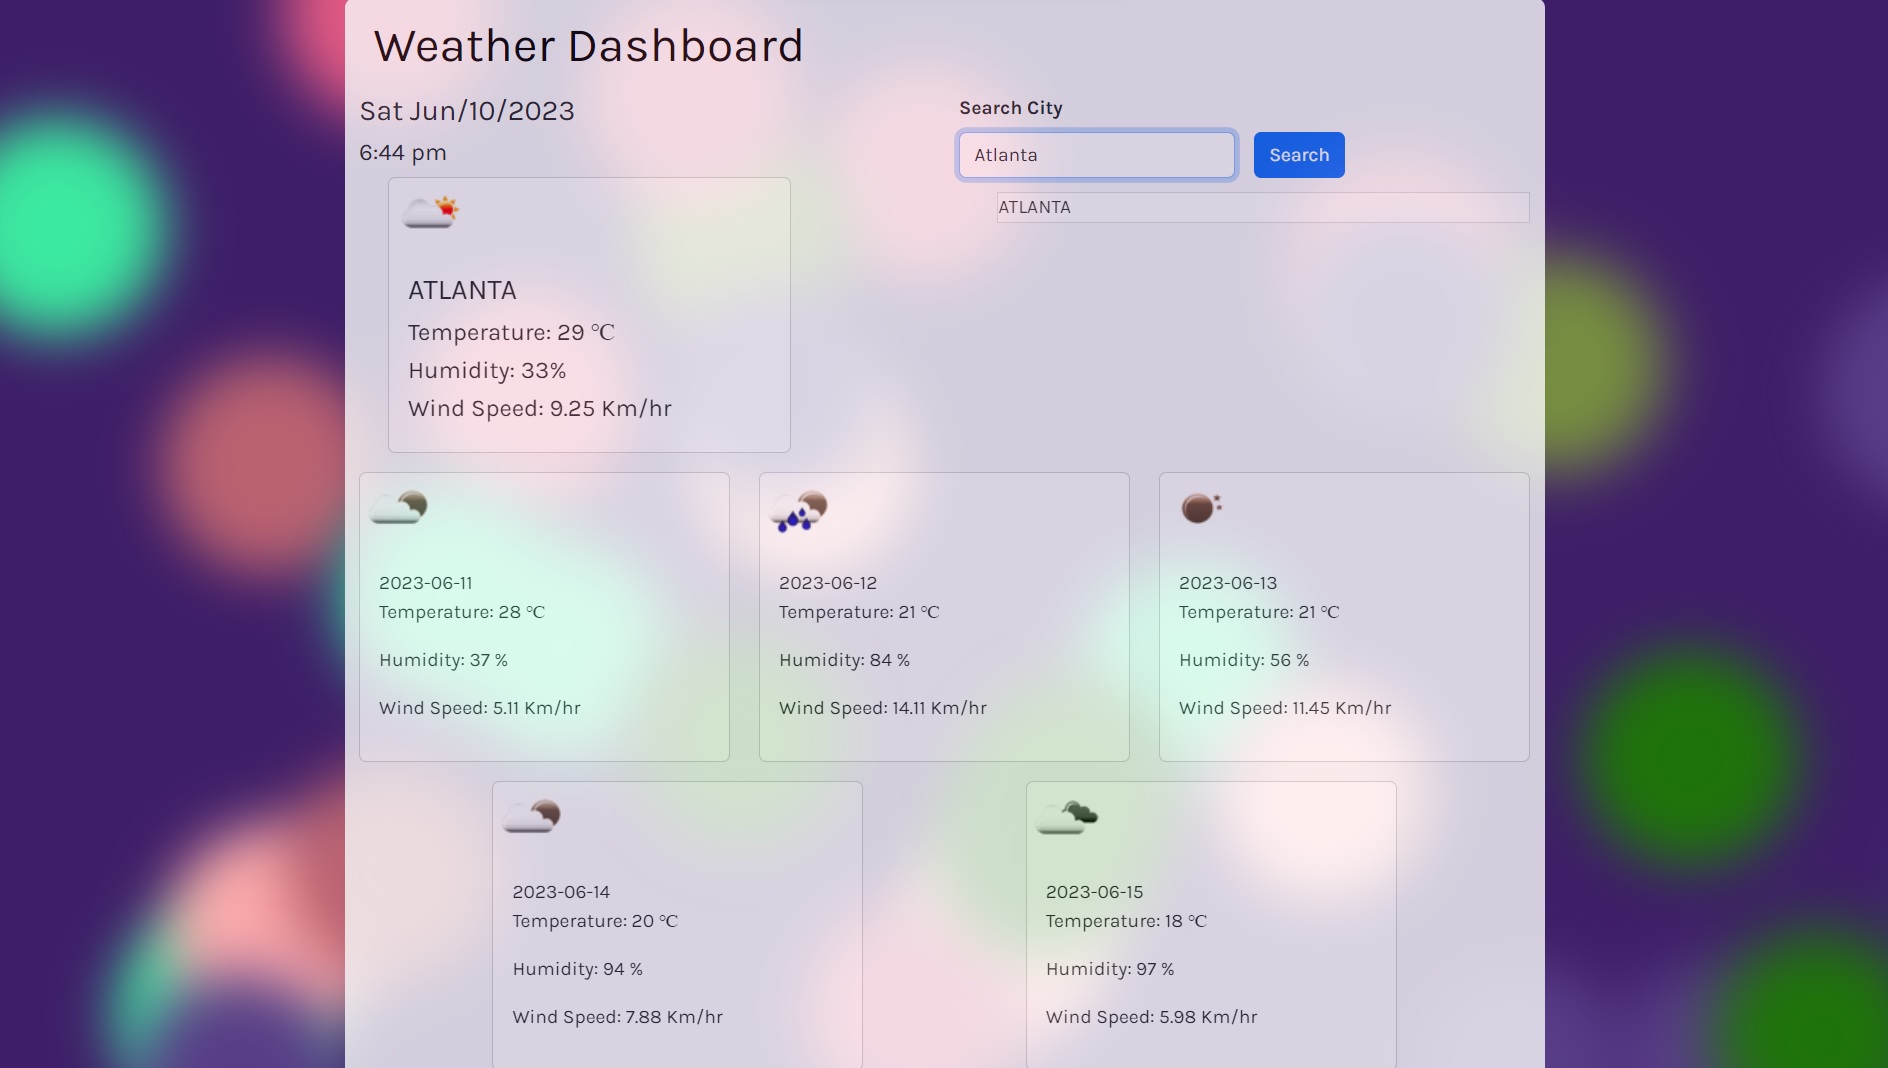 Weather Dashboard
Sat Jun/10/2023
6:44 pm
Search City
Atlanta
Search
ATLANTA
ATLANTA
Temperature: 29 ℃
Humidity: 33%
Wind Speed: 9.25 Km/hr
2023-06-11
Temperature: 28 ℃
Humidity: 37 %
Wind Speed: 5.11 Km/hr
2023-06-12
Temperature: 21 ℃
Humidity: 84 %
Wind Speed: 14.11 Km/hr
2023-06-13
Temperature: 21 ℃
Humidity: 56 %
Wind Speed: 11.45 Km/hr
2023-06-14
Temperature: 20 ℃
Humidity: 94 %
Wind Speed: 7.88 Km/hr
2023-06-15
Temperature: 18 ℃
Humidity: 97 %
Wind Speed: 5.98 Km/hr